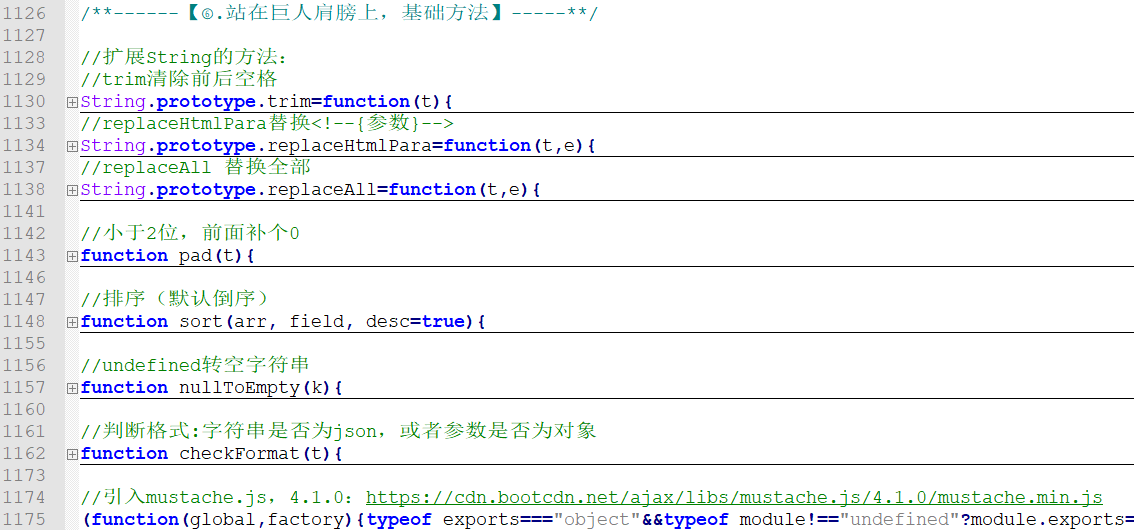 1126 /**------【⑥.站在巨人肩膀上，基础方法】-----**/
1127
1128 //扩展String的方法：
1129 //trim清除前后空格
1130 String.prototype.trim=function(t){
1133 //replaceHtmlPara替换<!--{参数}-->
1134 String.prototype.replaceHtmlPara=function(t,e){
1137 //replaceAll 替换全部
1138 String.prototype.replaceAll=function(t,e){
1141
1142 //小于2位，前面补个0
1143 function pad(t){
1146
1147 //排序（默认倒序）
1148 function sort(arr, field, desc=true){
1155
1156 //undefined转空字符串
1157 function nullToEmpty(k){
1160
1161 //判断格式:字符串是否为json，或者参数是否为对象
1162 function checkFormat(t){
1173
1174 //引入mustache.js，4.1.0：https://cdn.bootcdn.net/ajax/libs/mustache.js/4.1.0/mustache.min.js
1175 (function(global,factory){typeof exports==="object"&&typeof module!=="undefined"?module.exports=